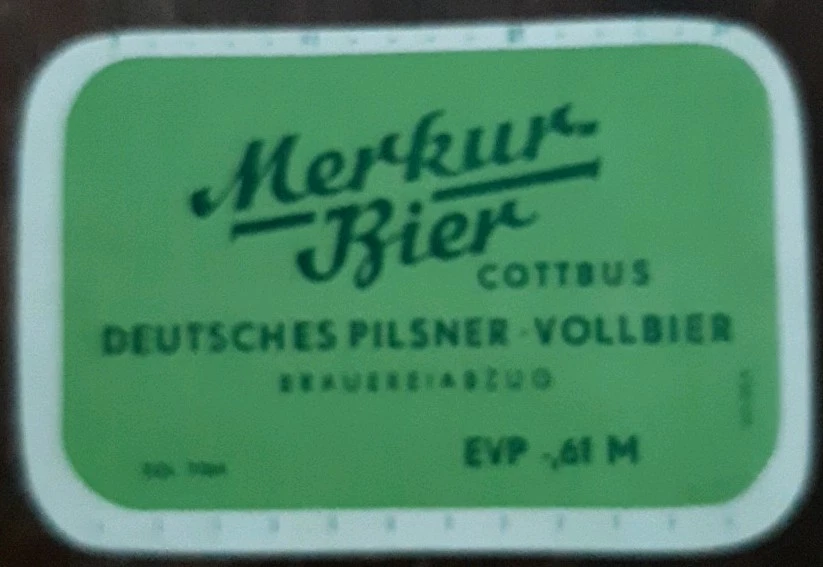 Merkur-
Bier
COTTBUS
DEUTSCHES PILSNER-VOLLBIER
BRAUEREIABZUG
EVP -,61 M